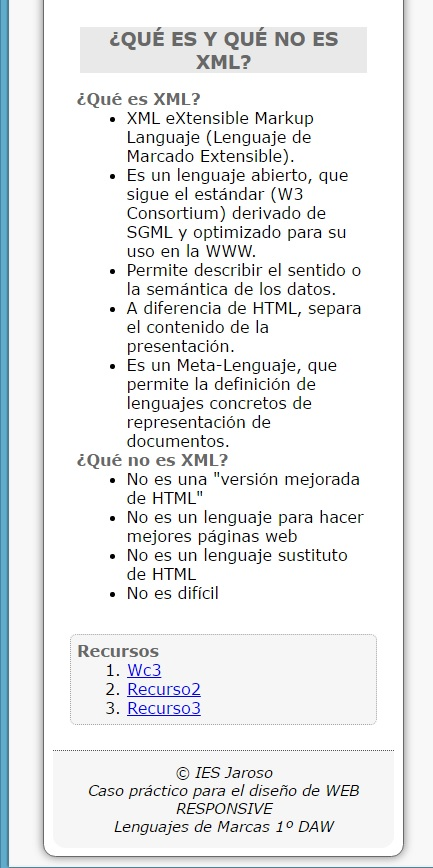 ¿QUÉ ES Y QUÉ NO ES
XML?
¿Qué es XML?
• XML eXtensible Markup
Languaje (Lenguaje de
Marcado Extensible).
• Es un lenguaje abierto, que
sigue el estándar (W3
Consortium) derivado de
SGML y optimizado para su
uso en la WWW.
• Permite describir el sentido o
la semántica de los datos.
• A diferencia de HTML, separa
el contenido de la
presentación.
• Es un Meta-Lenguaje, que
permite la definición de
lenguajes concretos de
representación de
documentos.
¿Qué no es XML?
• No es una "versión mejorada
de HTML"
• No es un lenguaje para hacer
mejores páginas web
• No es un lenguaje sustituto
de HTML
• No es difícil
Recursos
1. Wc3
2. Recurso2
3. Recurso3
© IES Jaroso
Caso práctico para el diseño de WEB
RESPONSIVE
Lenguajes de Marcas 1º DAW